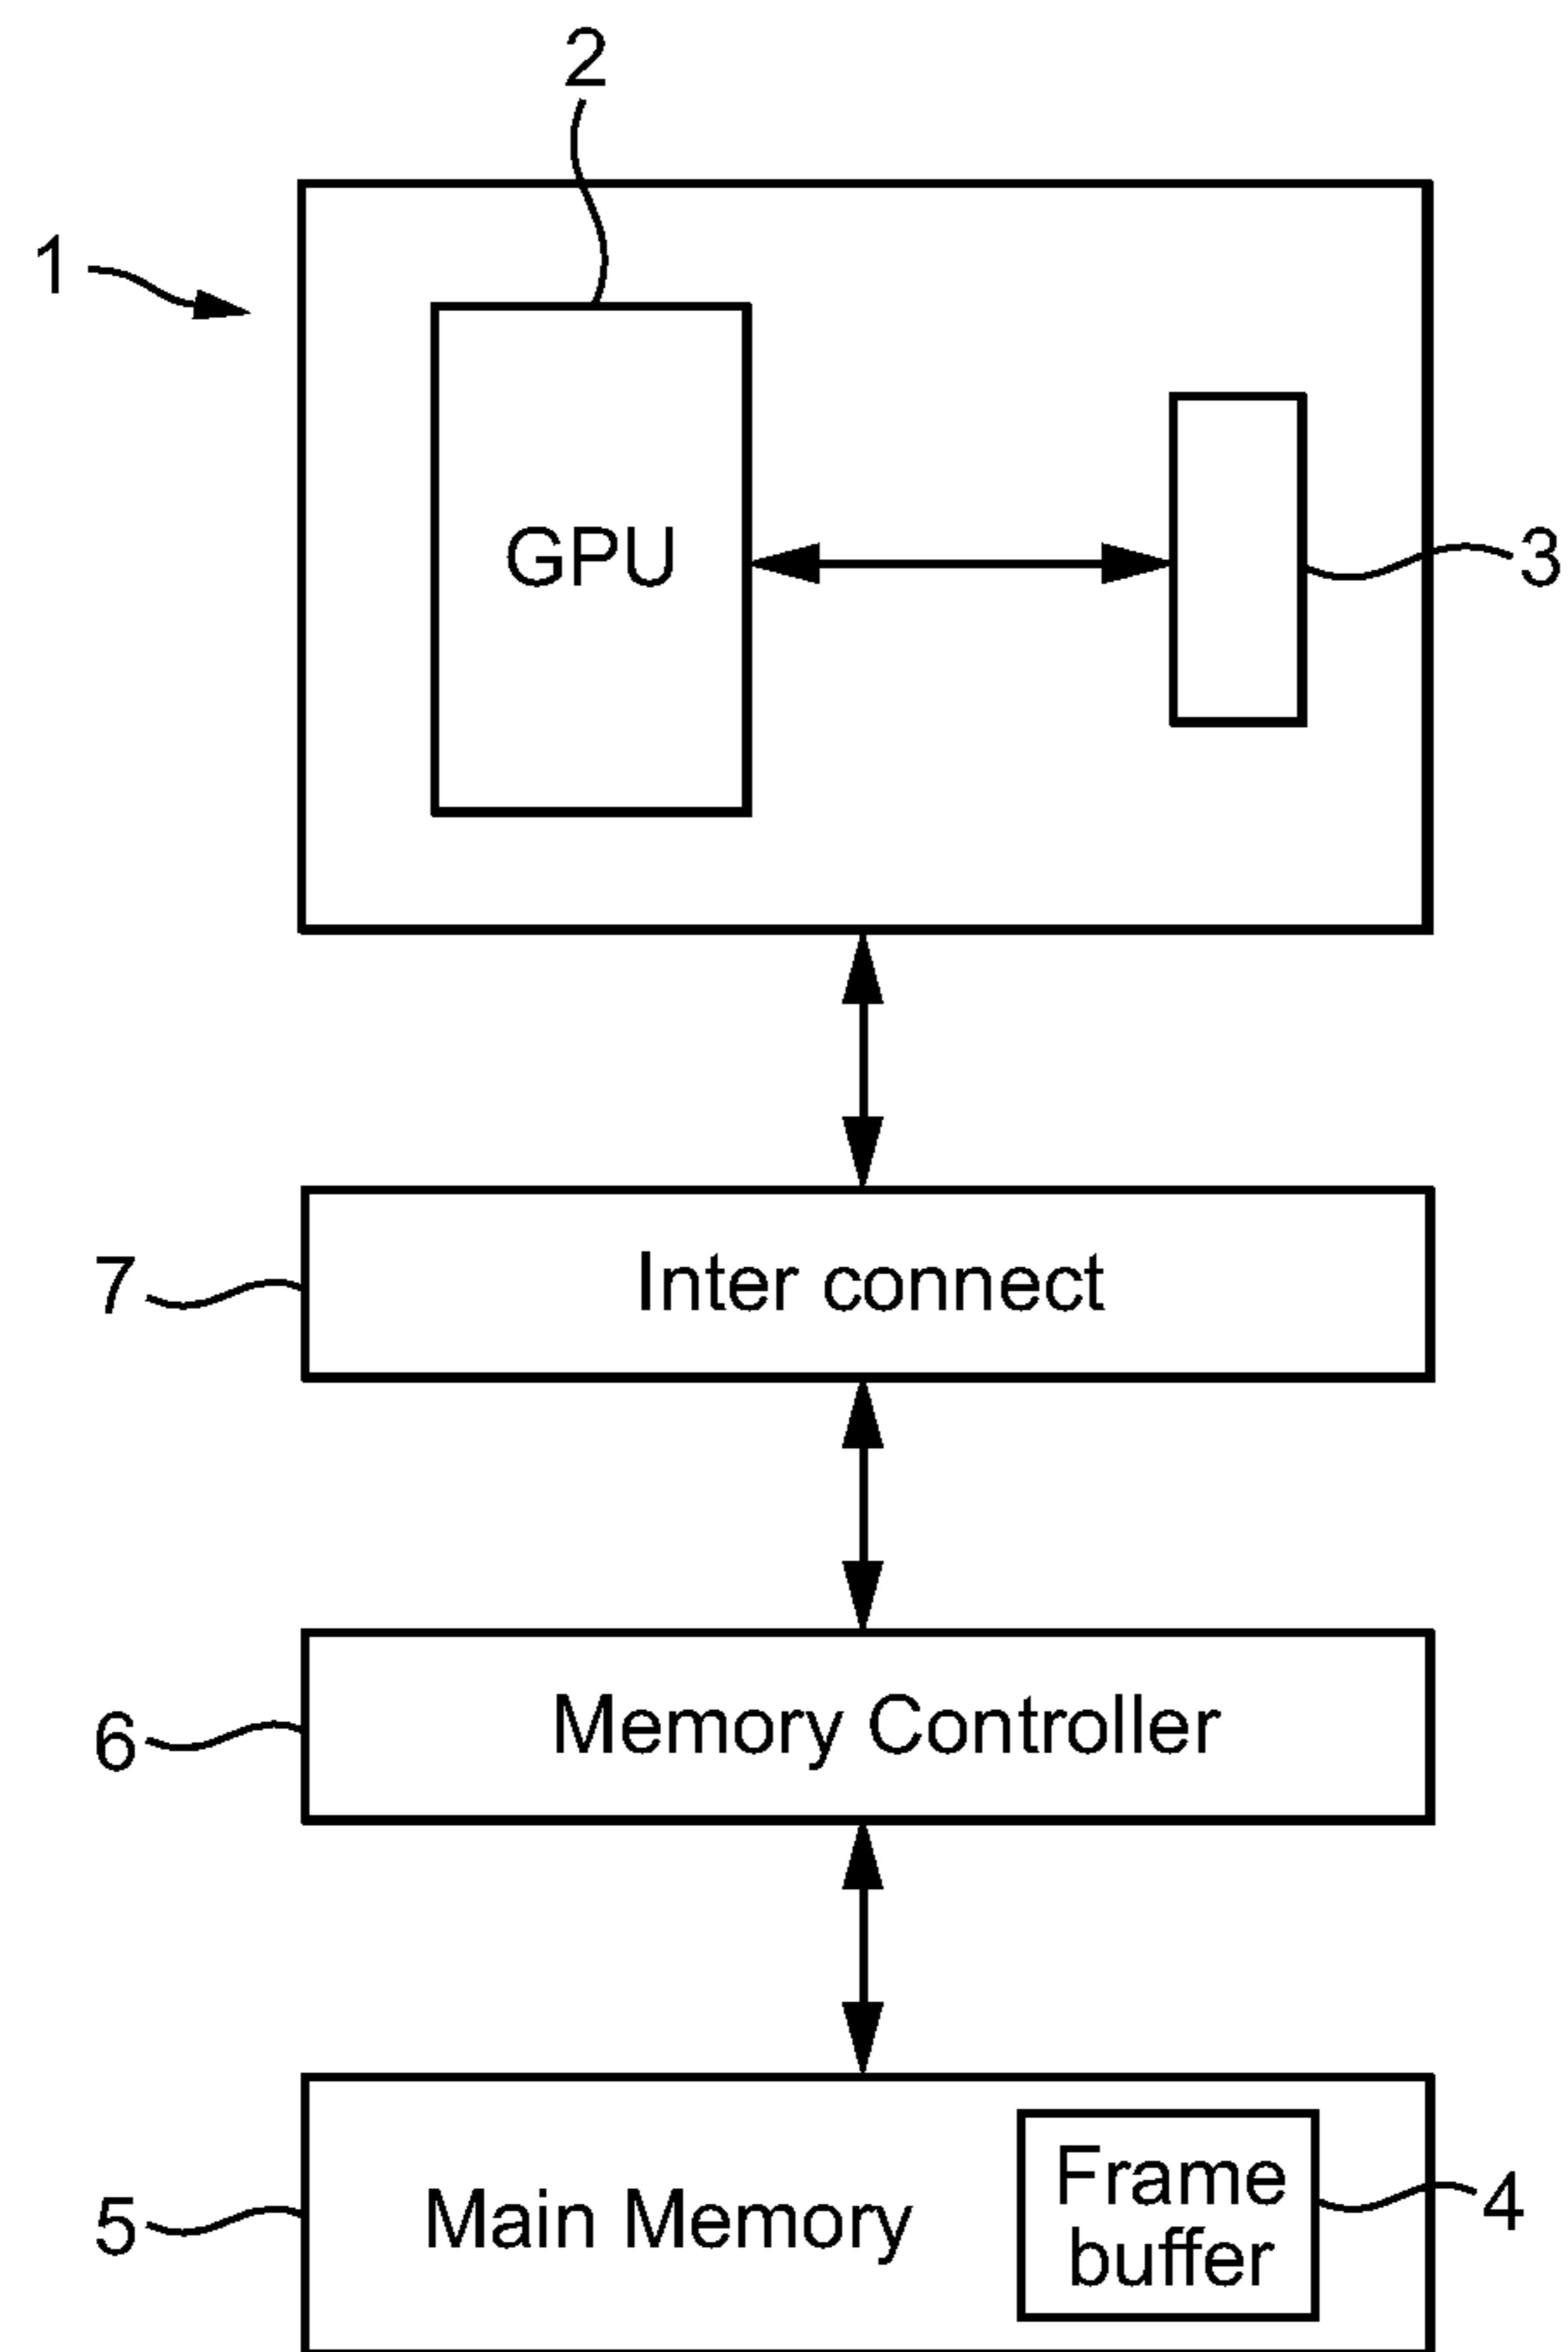 2
1
GPU
3
7
Inter connect
6
Memory Controller
5
Main Memory
Frame
buffer
4